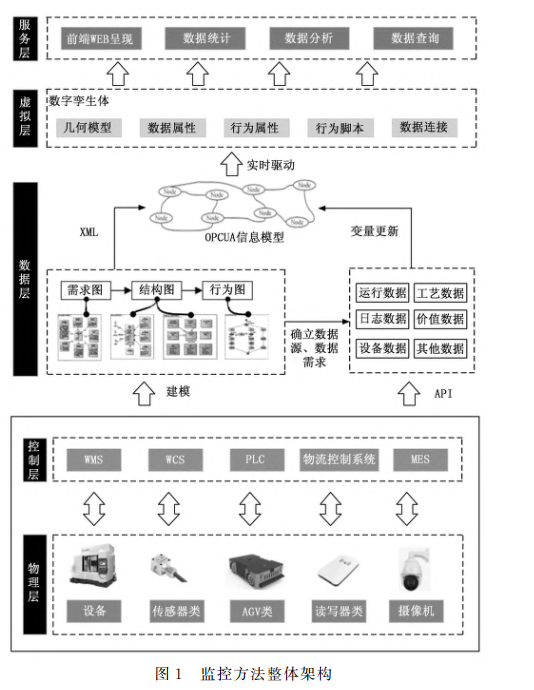 服务层
前端WEB呈现
数据统计
数据分析
数据查询
虚拟层
数字孪生体
几何模型
数据属性
行为属性
行为脚本
数据连接
实时驱动
数据层
Node
Node
Node
Node
Node
Node
Node
OPCUA信息模型
XML
变量更新
需求图
结构图
行为图
确立数据
源、数据
需求
运行数据
工艺数据
日志数据
价值数据
设备数据
其他数据
建模
API
控制层
WMS
WCS
PLC
物流控制系统
MES
物理层
设备
传感器类
AGV类
读写器类
摄像机
图 1 监控方法整体架构